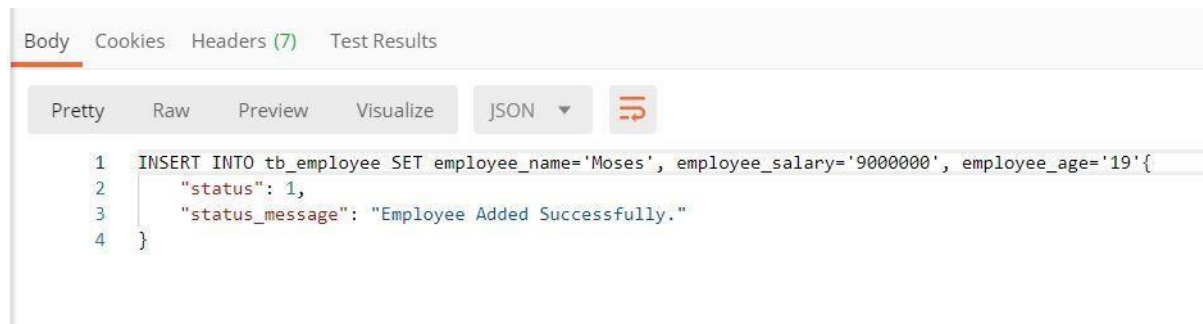 Body Cookies Headers (7) Test Results
Pretty Raw Preview Visualize JSON
1 INSERT INTO tb_employee SET employee_name='Moses', employee_salary='9000000', employee_age='19'{
2 "status": 1,
3 "status_message": "Employee Added Successfully."
4 }